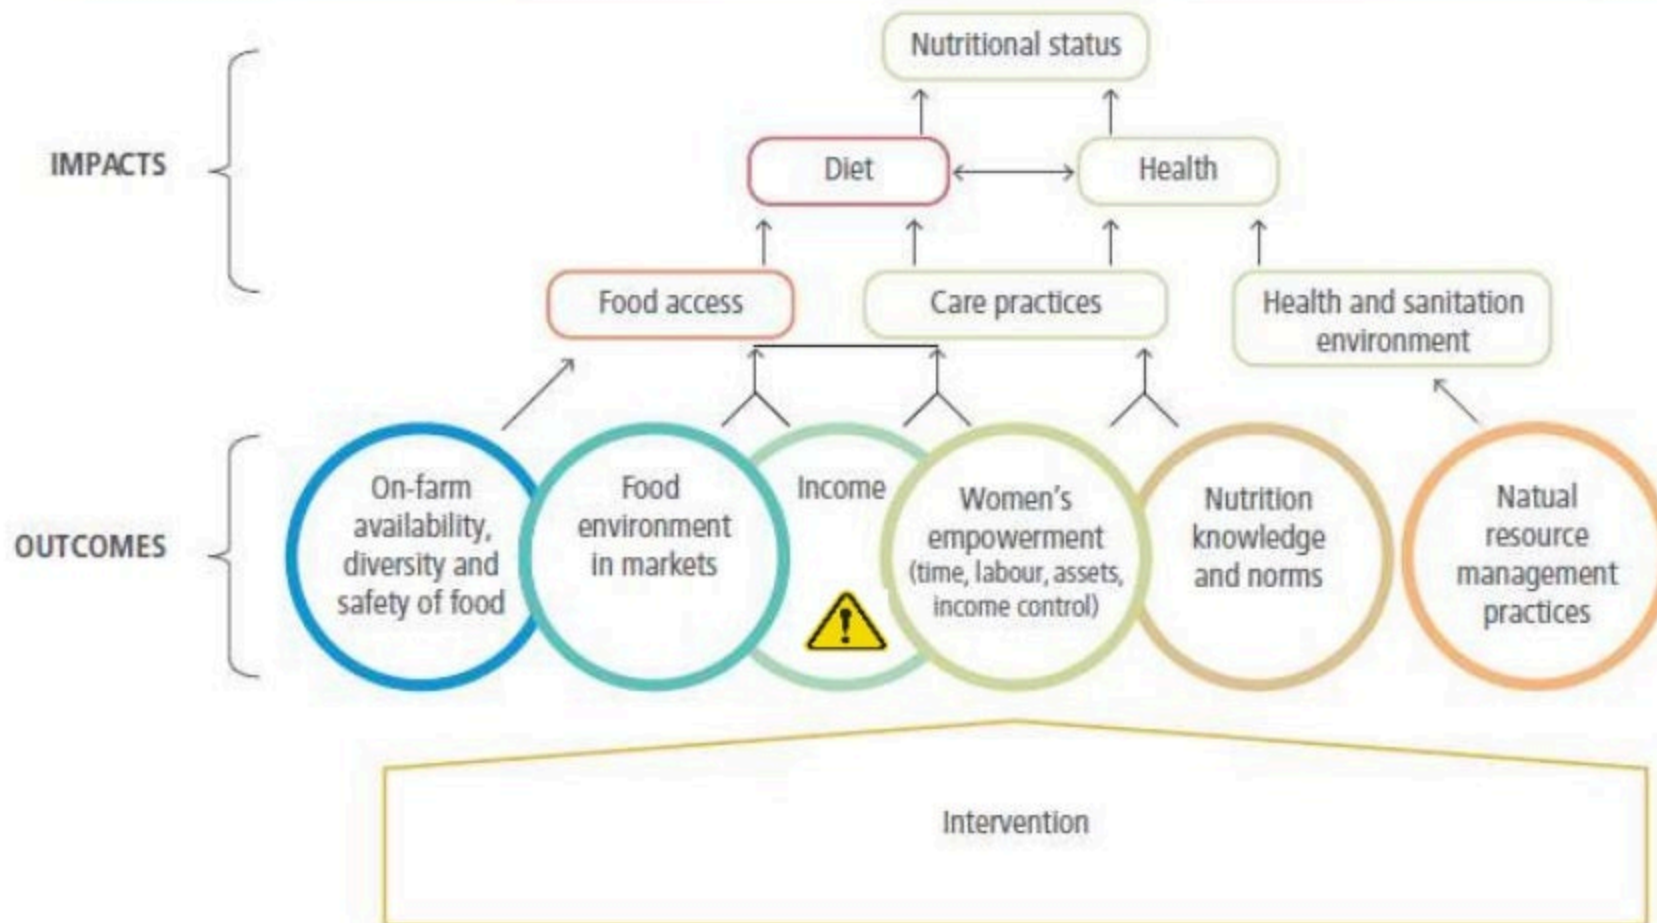 Nutritional status
IMPACTS
Diet
Health
Food access
Care practices
Health and sanitation
environment
OUTCOMES
On-farm
availability,
diversity and
safety of food
Food
environment
in markets
Income
!
Women's
empowerment
(time, labour, assets,
income control)
Nutrition
knowledge
and norms
Natual
resource
management
practices
Intervention